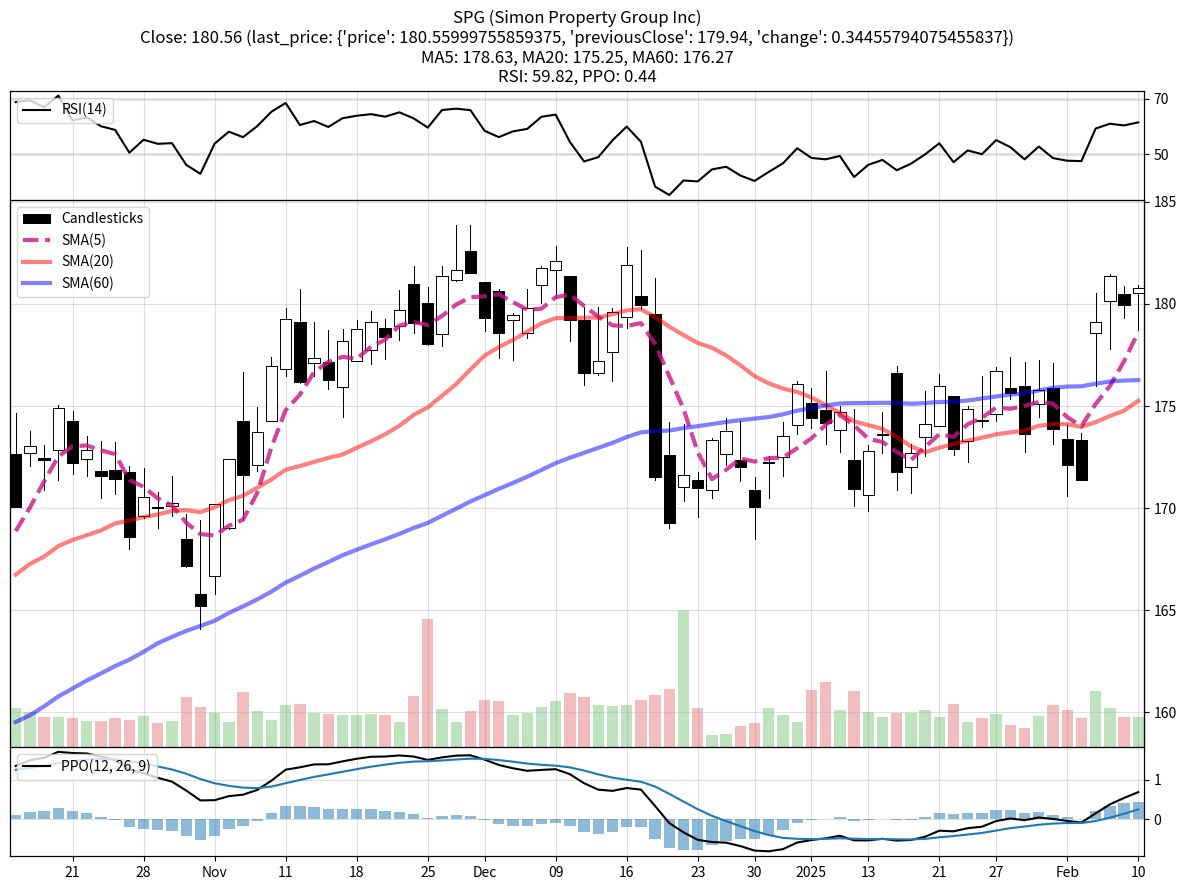 SPG (Simon Property Group Inc)
Close: 180.56 (last_price: {'price': 180.55999755859375, 'previousClose': 179.94, 'change': 0.34455794075455837})
MA5: 178.63, MA20: 175.25, MA60: 176.27
RSI: 59.82, PPO: 0.44
RSI(14)
70
50
Candlesticks
SMA(5)
SMA(20)
SMA(60)
185
180
175
170
165
160
PPO(12, 26, 9)
1
0
21 28 Nov 11 18 25 Dec 09 16 23 30 2025 13 21 27 Feb 10